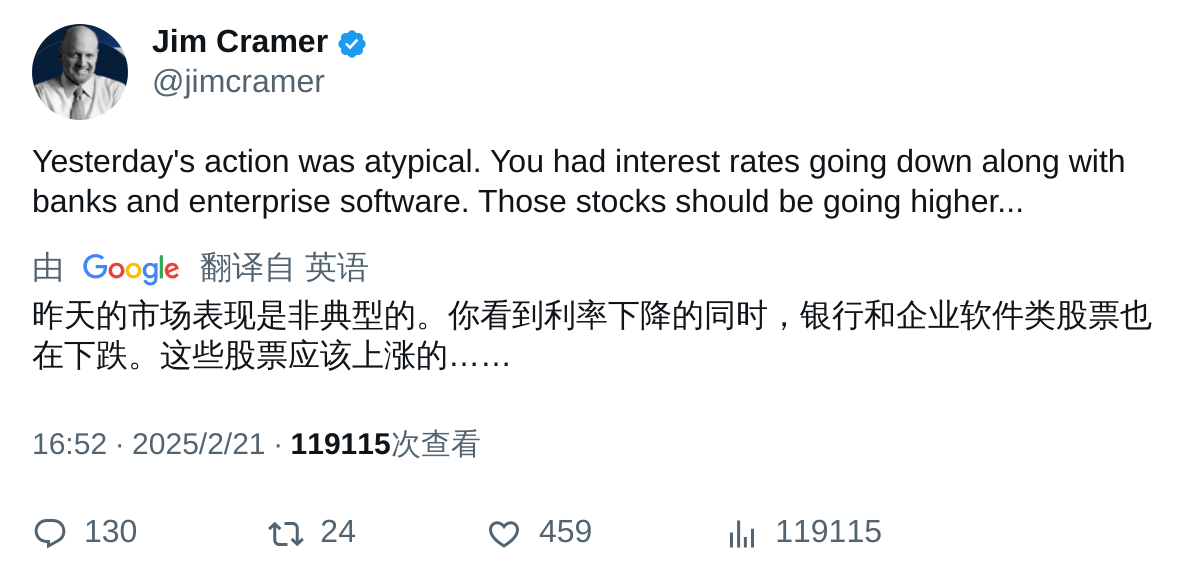 Jim Cramer
@jimcramer
Yesterday's action was atypical. You had interest rates going down along with
banks and enterprise software. Those stocks should be going higher...
由 Google 翻译自 英语
昨天的市场表现是非典型的。你看到利率下降的同时，银行和企业软件类股票也
在下跌。这些股票应该上涨的……
16:52 · 2025/2/21 · 119115次查看
130 24 459 119115